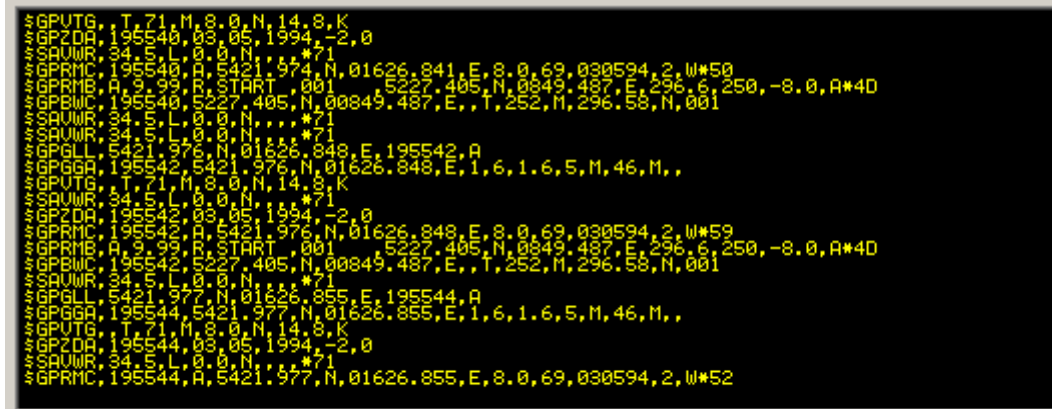 $GPVTG,,T,71,M,8.0,N,14.8,K
$GPZDA,195540,03,05,1994,-2,0
$SAVWR,34.5,L,0.0,N,,,,*71
$GPRMC,195540,A,5421.974,N,01626.841,E,8.0,69,030594,2,W*50
$GPRMB,A,9.99,R,START ,001   ,5227.405,N,0849.487,E,296.6,250,-8.0,A*4D
$GPBWC,195540,5227.405,N,00849.487,E,,T,252,M,296.58,N,001
$SAVWR,34.5,L,0.0,N,,,,*71
$SAVWR,34.5,L,0.0,N,,,,*71
$GPGLL,5421.976,N,01626.848,E,195542,A
$GPGGA,195542,5421.976,N,01626.848,E,1,6,1.6,5,M,46,M,,
$GPVTG,,T,71,M,8.0,N,14.8,K
$SAVWR,34.5,L,0.0,N,,,,*71
$GPZDA,195542,03,05,1994,-2,0
$GPRMC,195542,A,5421.976,N,01626.848,E,8.0,69,030594,2,W*59
$GPRMB,A,9.99,R,START ,001   ,5227.405,N,0849.487,E,296.6,250,-8.0,A*4D
$GPBWC,195542,5227.405,N,00849.487,E,,T,252,M,296.58,N,001
$SAVWR,34.5,L,0.0,N,,,,*71
$GPGLL,5421.977,N,01626.855,E,195544,A
$GPGGA,195544,5421.977,N,01626.855,E,1,6,1.6,5,M,46,M,,
$GPVTG,,T,71,M,8.0,N,14.8,K
$GPZDA,195544,03,05,1994,-2,0
$SAVWR,34.5,L,0.0,N,,,,*71
$GPRMC,195544,A,5421.977,N,01626.855,E,8.0,69,030594,2,W*52